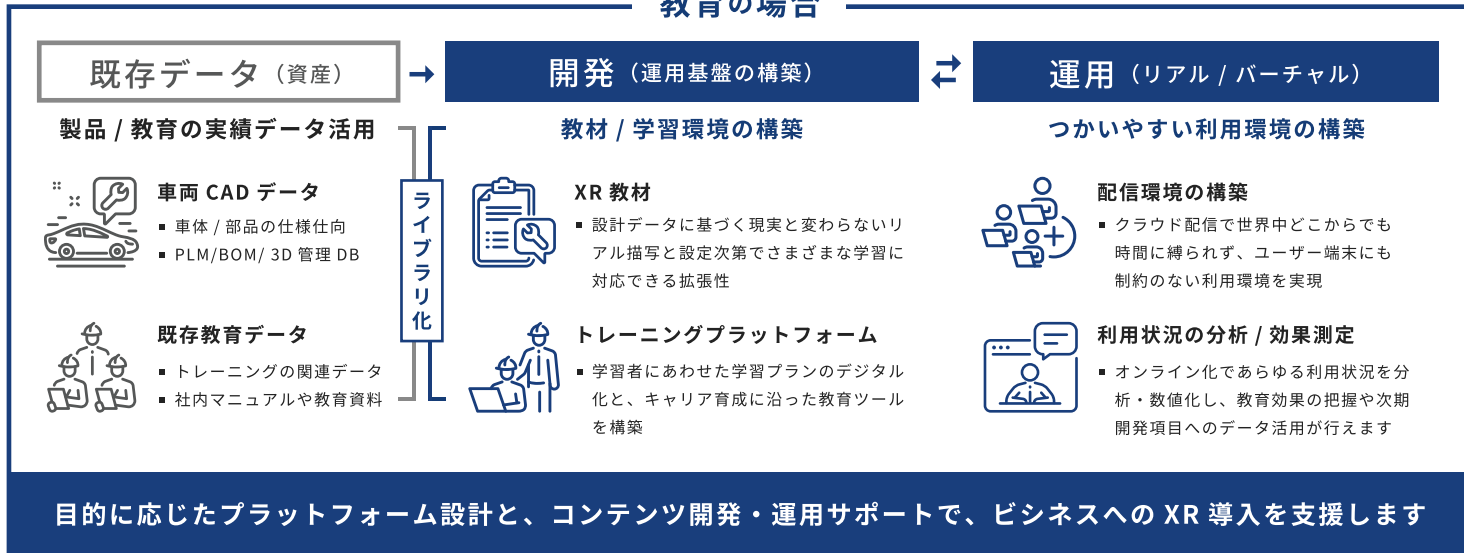 教育の場合
既存データ（資産）
製品 / 教育の実績データ活用
車両 CAD データ
▪ 車体 / 部品の仕様仕向
▪ PLM/BOM/ 3D 管理 DB
既存教育データ
▪ トレーニングの関連データ
▪ 社内マニュアルや教育資料
ライブラリ化
開発（運用基盤の構築）
教材 / 学習環境の構築
XR 教材
▪ 設計データに基づく現実と変わらないリ
アル描写と設定次第でさまざまな学習に
対応できる拡張性
トレーニングプラットフォーム
▪ 学習者にあわせた学習プランのデジタル
化と、キャリア育成に沿った教育ツール
を構築
運用（リアル / バーチャル）
つかいやすい利用環境の構築
配信環境の構築
▪ クラウド配信で世界中どこからでも
時間に縛られず、ユーザー端末にも
制約のない利用環境を実現
利用状況の分析 / 効果測定
▪ オンライン化であらゆる利用状況を分
析・数値化し、教育効果の把握や次期
開発項目へのデータ活用が行えます
目的に応じたプラットフォーム設計と、コンテンツ開発・運用サポートで、ビシネスへの XR 導入を支援します